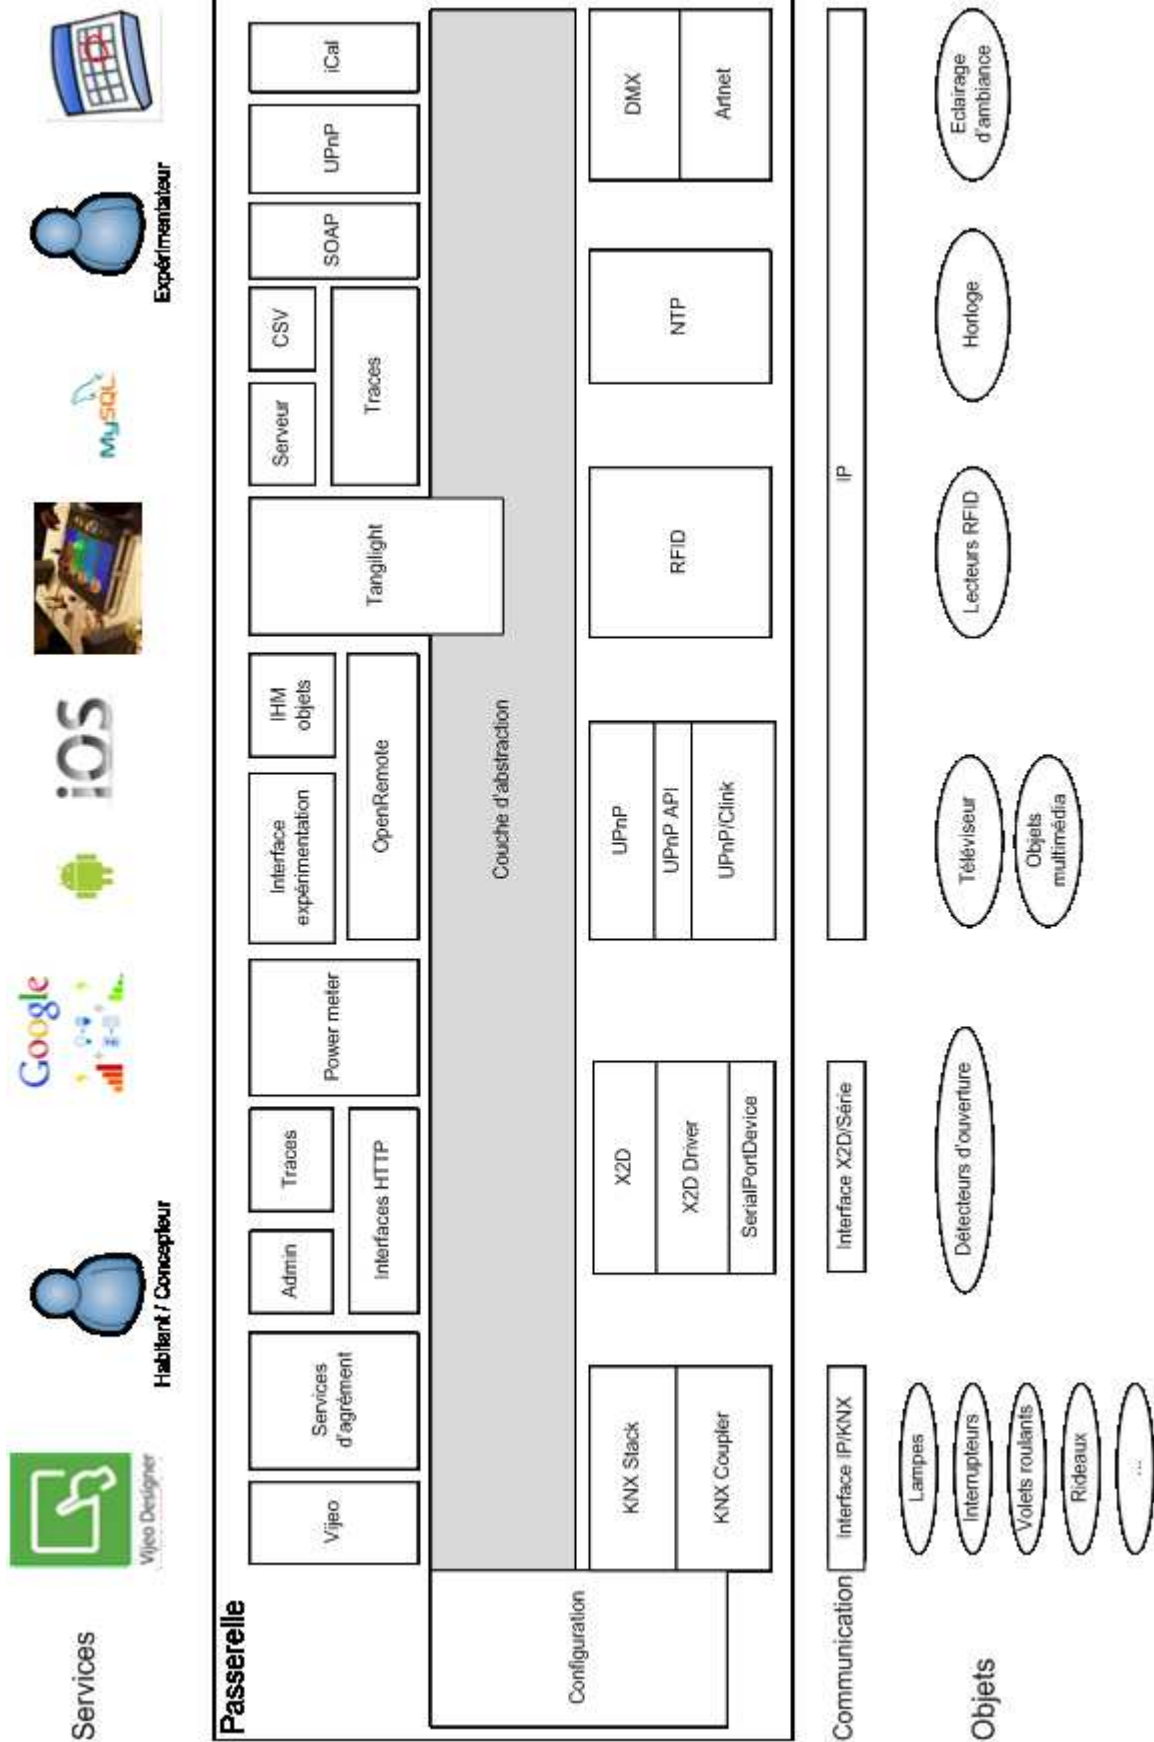 Services
Vijeo Designer
Habitant / Concepteur
Google
iOS
MySQL
Expérimentateur
Passerelle
Vijeo
Services
d'agrément
Admin
Traces
Interfaces HTTP
Power meter
Interface
expérimentation
IHM
objets
OpenRemote
Tangilight
Serveur
CSV
Traces
SOAP
UPnP
iCal
Configuration
Couche d'abstraction
KNX Stack
KNX Coupler
X2D
X2D Driver
SerialPortDevice
UPnP
UPnP API
UPnP/Clink
RFID
NTP
DMX
Artnet
Communication
Interface IP/KNX
Interface X2D/Série
IP
Objets
Lampes
Interrupteurs
Volets roulants
Rideaux
...
Détecteurs d'ouverture
Téléviseur
Objets
multimédia
Lecteurs RFID
Horloge
Eclairage
d'ambiance